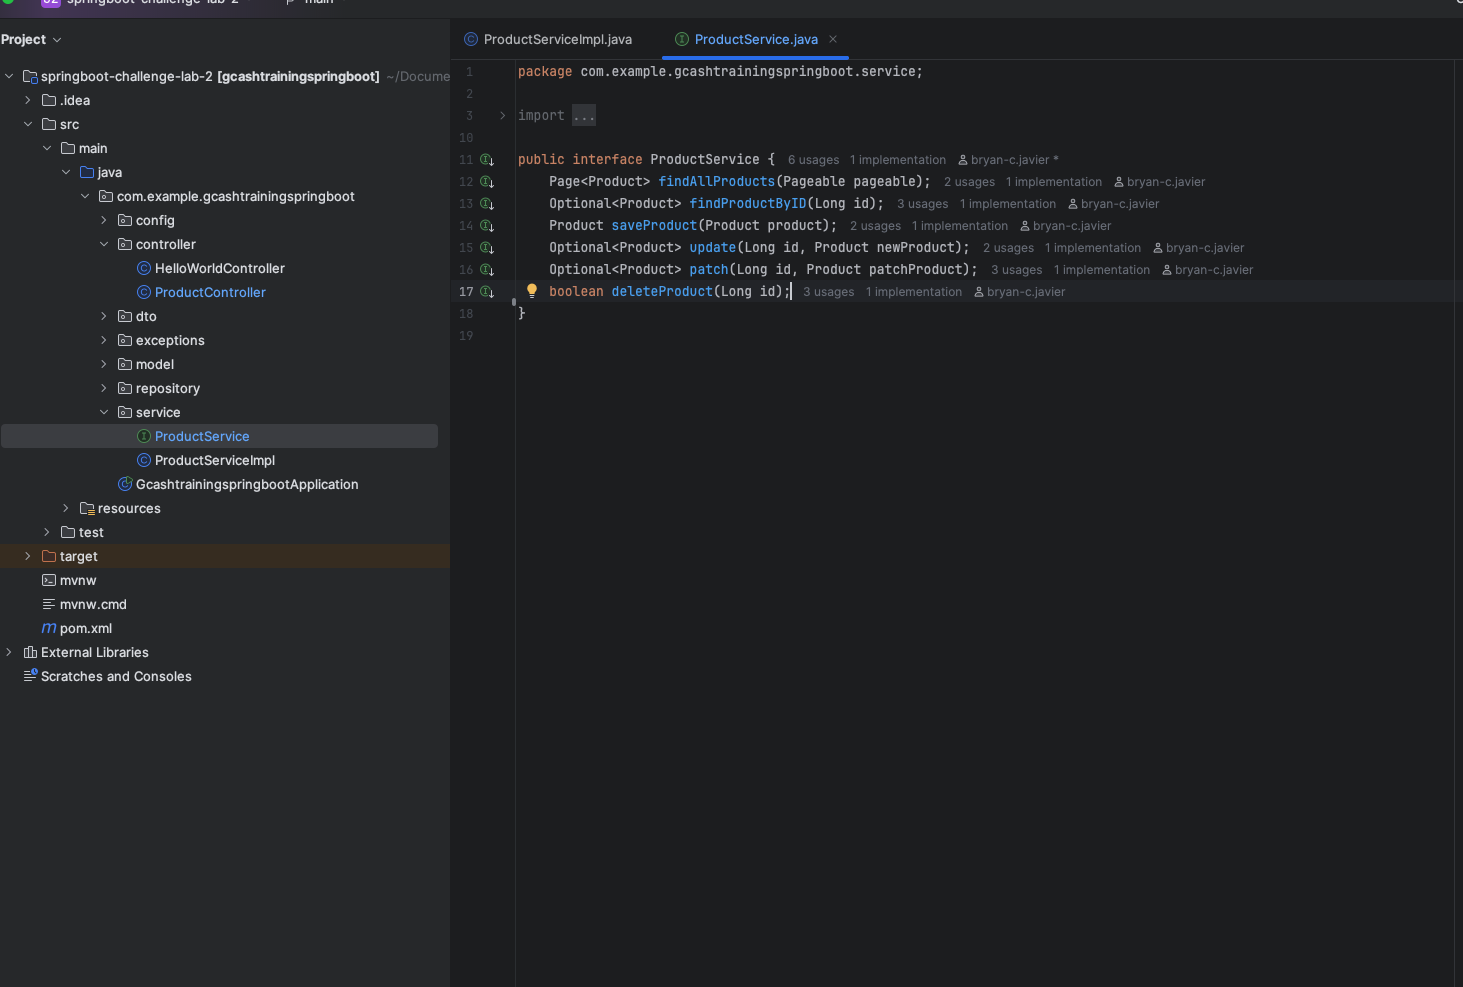 springboot-challenge-lab-2 main
Project
ProductServiceImpl.java
ProductService.java
springboot-challenge-lab-2 [gcashtrainingspringboot] ~/Docume
.idea
src
main
java
com.example.gcashtrainingspringboot
config
controller
HelloWorldController
ProductController
dto
exceptions
model
repository
service
ProductService
ProductServiceImpl
GcashtrainingspringbootApplication
resources
test
target
mvnw
mvnw.cmd
pom.xml
External Libraries
Scratches and Consoles
1 package com.example.gcashtrainingspringboot.service;
2
3 import ...
10
11 public interface ProductService { 6 usages 1 implementation bryan-c.javier *
12 Page<Product> findAllProducts(Pageable pageable); 2 usages 1 implementation bryan-c.javier
13 Optional<Product> findProductByID(Long id); 3 usages 1 implementation bryan-c.javier
14 Product saveProduct(Product product); 2 usages 1 implementation bryan-c.javier
15 Optional<Product> update(Long id, Product newProduct); 2 usages 1 implementation bryan-c.javier
16 Optional<Product> patch(Long id, Product patchProduct); 3 usages 1 implementation bryan-c.javier
17 boolean deleteProduct(Long id); 3 usages 1 implementation bryan-c.javier
18 }
19